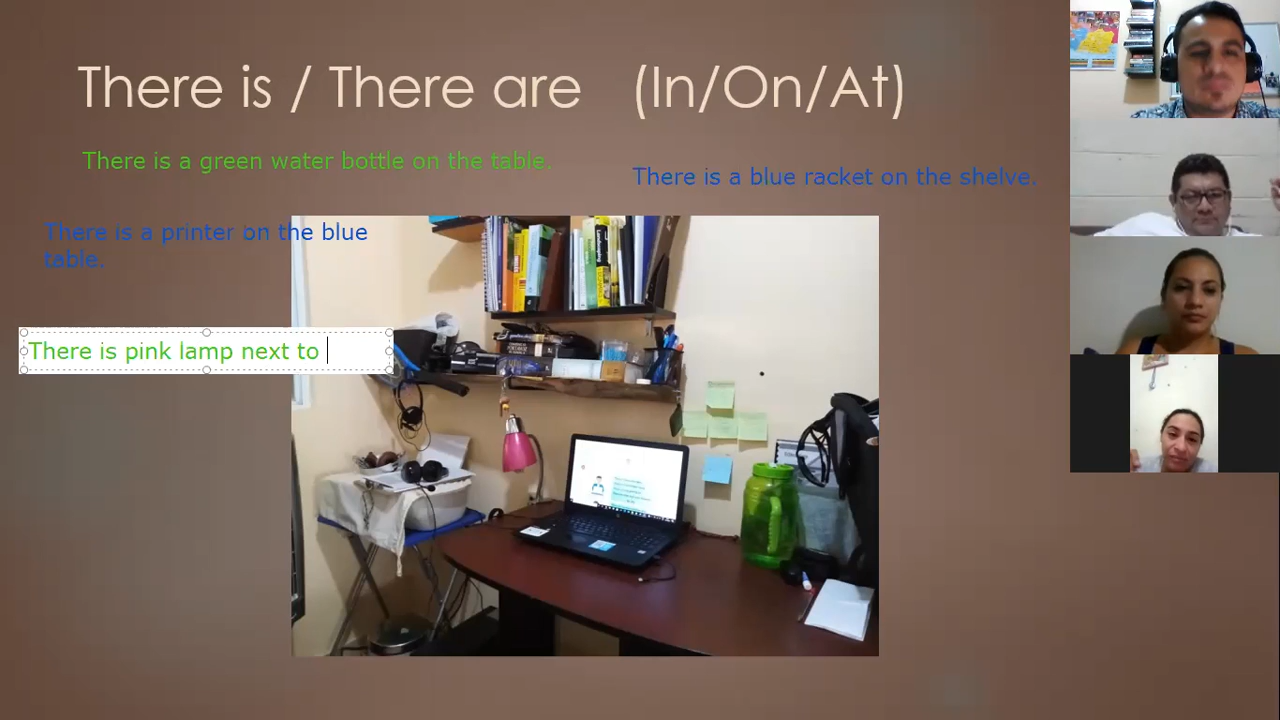 There is / There are (In/On/At)
There is a green water bottle on the table.
There is a blue racket on the shelve.
There is a printer on the blue
table.
There is pink lamp next to